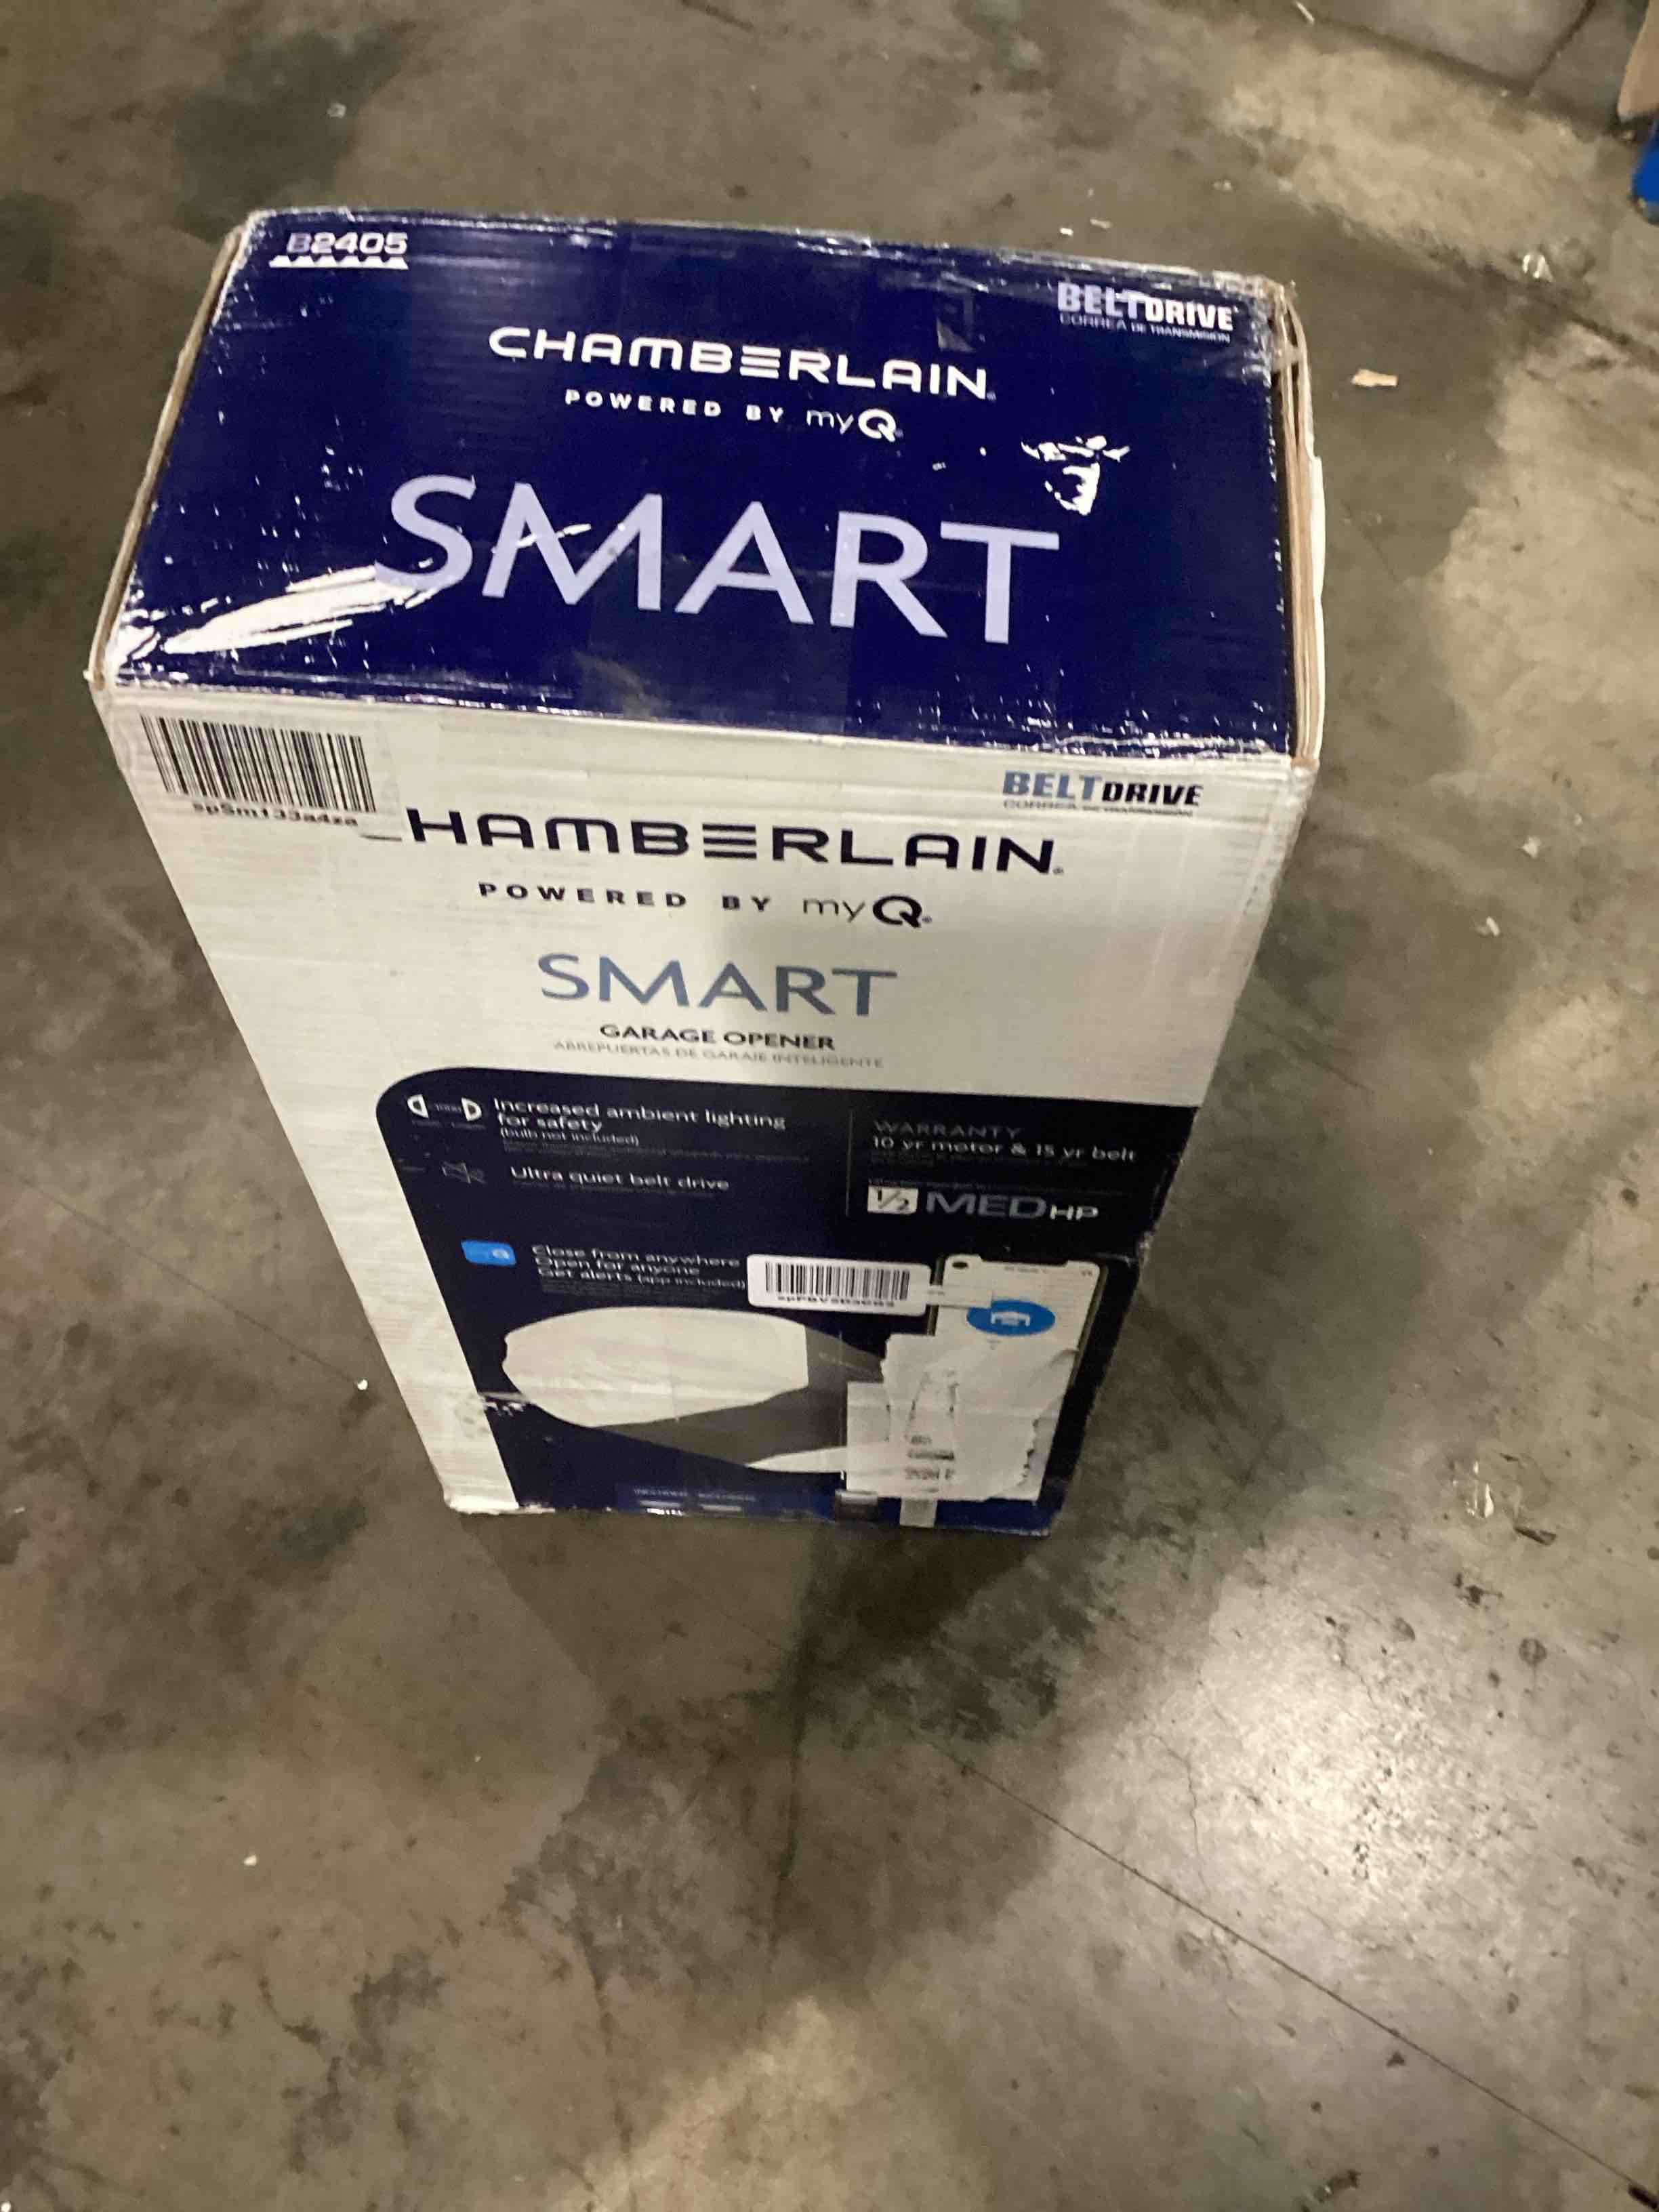 B2405
BELTDRIVE
CORREA DE TRANSMISIÓN
CHAMBERLAIN
POWERED BY myQ
SMART
BELTDRIVE
spSm133a4za
HAMBERLAIN
POWERED BY myQ
SMART
GARAGE OPENER
ABREPUERTAS DE GARAJE INTELIGENTE
Increased ambient lighting
for safety
(bulb not included)
Ultra quiet belt drive
WARRANTY
10 yr motor & 15 yr belt
1/2 MED HP
Close from anywhere
Open for anyone
Get alerts (app included)